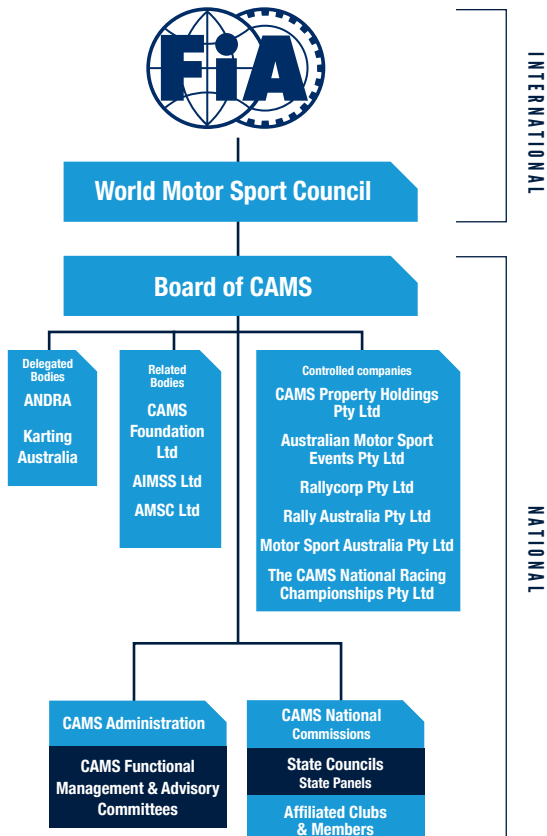 FiA
INTERNATIONAL
World Motor Sport Council
Board of CAMS
Delegated
Bodies
ANDRA
Karting
Australia
Related
Bodies
CAMS
Foundation
Ltd
AIMSS Ltd
AMSC Ltd
Controlled companies
CAMS Property Holdings
Pty Ltd
Australian Motor Sport
Events Pty Ltd
Rallycorp Pty Ltd
Rally Australia Pty Ltd
Motor Sport Australia Pty Ltd
The CAMS National Racing
Championships Pty Ltd
NATIONAL
CAMS Administration
CAMS Functional
Management & Advisory
Committees
CAMS National
Commissions
State Councils
State Panels
Affiliated Clubs
& Members